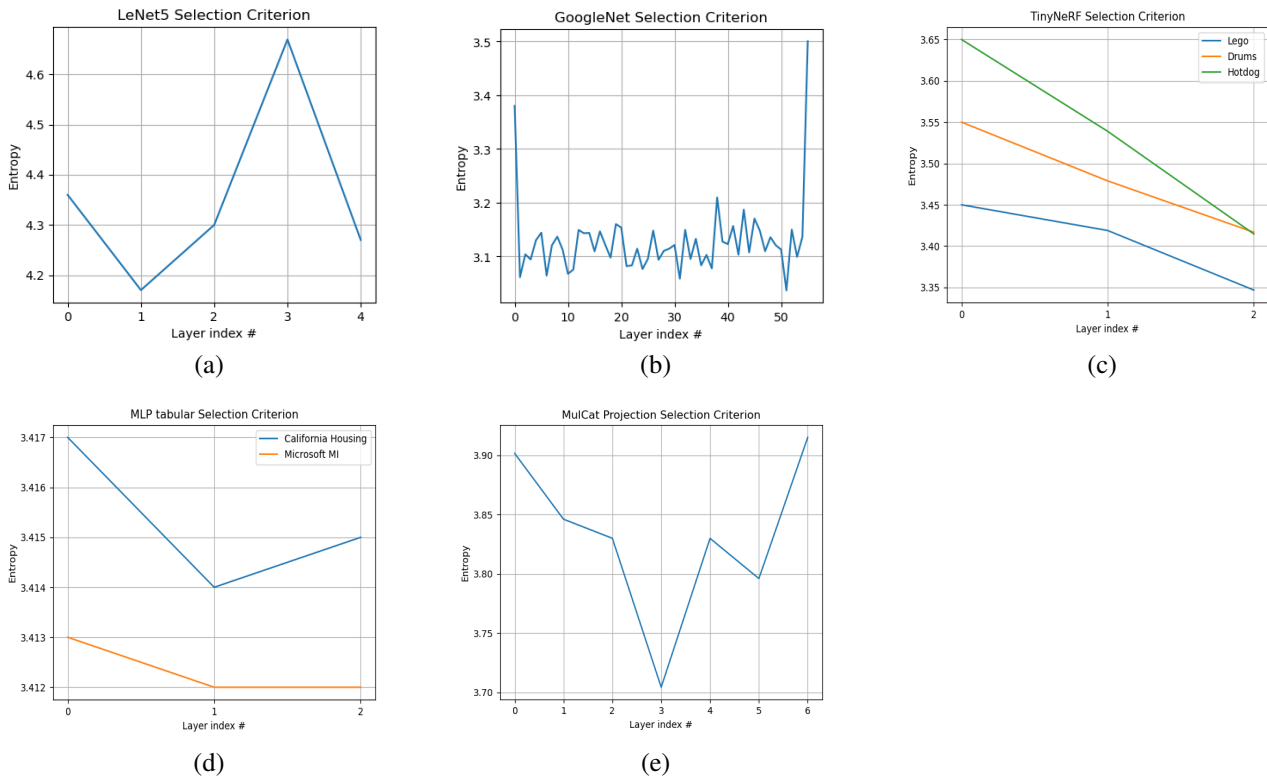 LeNet5 Selection Criterion
4.6
4.5
4.4
4.3
4.2
Entropy
0 1 2 3 4
Layer index #
(a)
GoogleNet Selection Criterion
3.5
3.4
3.3
3.2
3.1
Entropy
0 10 20 30 40 50
Layer index #
(b)
TinyNeRF Selection Criterion
Lego
Drums
Hotdog
3.65
3.60
3.55
3.50
3.45
3.40
3.35
Entropy
0 1 2
Layer index #
(c)
MLP tabular Selection Criterion
California Housing
Microsoft MI
3.417
3.416
3.415
3.414
3.413
3.412
Entropy
0 1 2
Layer index #
(d)
MulCat Projection Selection Criterion
3.90
3.85
3.80
3.75
3.70
Entropy
0 1 2 3 4 5 6
Layer index #
(e)